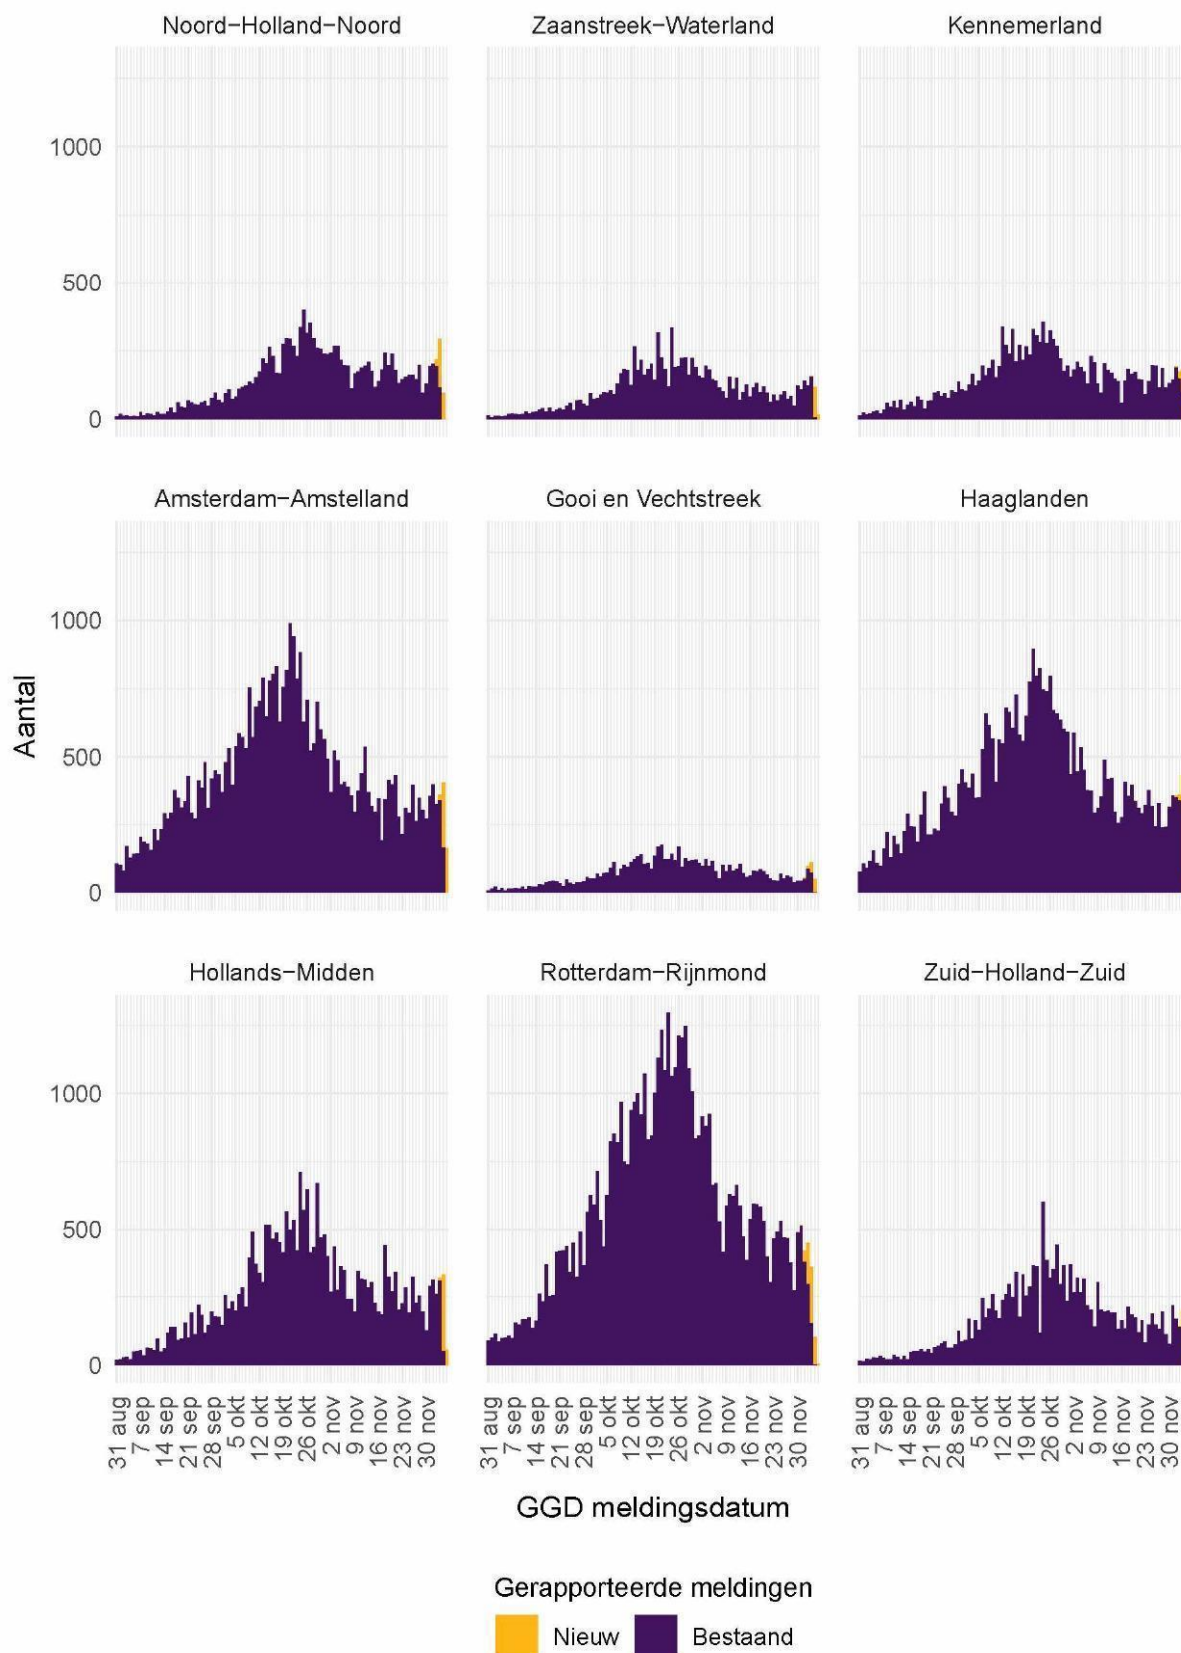 Noord-Holland-Noord Zaanstreek-Waterland Kennemerland
1000
500
0
Amsterdam-Amstelland Gooi en Vechtstreek Haaglanden
1000
500
0
Aantal
Hollands-Midden Rotterdam-Rijnmond Zuid-Holland-Zuid
1000
500
0
31 aug 7 sep 14 sep 21 sep 28 sep 5 okt 12 okt 19 okt 26 okt 2 nov 9 nov 16 nov 23 nov 30 nov
31 aug 7 sep 14 sep 21 sep 28 sep 5 okt 12 okt 19 okt 26 okt 2 nov 9 nov 16 nov 23 nov 30 nov
31 aug 7 sep 14 sep 21 sep 28 sep 5 okt 12 okt 19 okt 26 okt 2 nov 9 nov 16 nov 23 nov 30 nov
GGD meldingsdatum
Gerapporteerde meldingen
Nieuw Bestaand